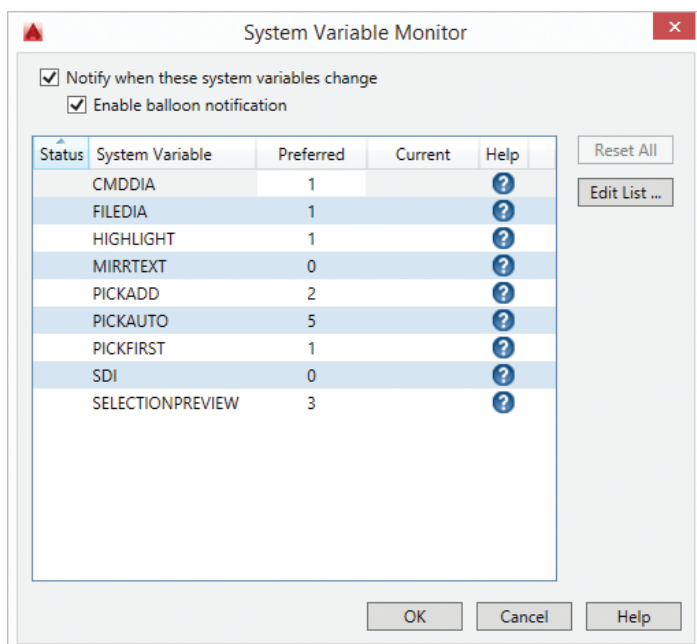 System Variable Monitor
Notify when these system variables change
Enable balloon notification
Status System Variable Preferred Current Help
Reset All
CMDDIA 1
Edit List ...
FILEDIA 1
HIGHLIGHT 1
MIRRTEXT 0
PICKADD 2
PICKAUTO 5
PICKFIRST 1
SDI 0
SELECTIONPREVIEW 3
OK Cancel Help